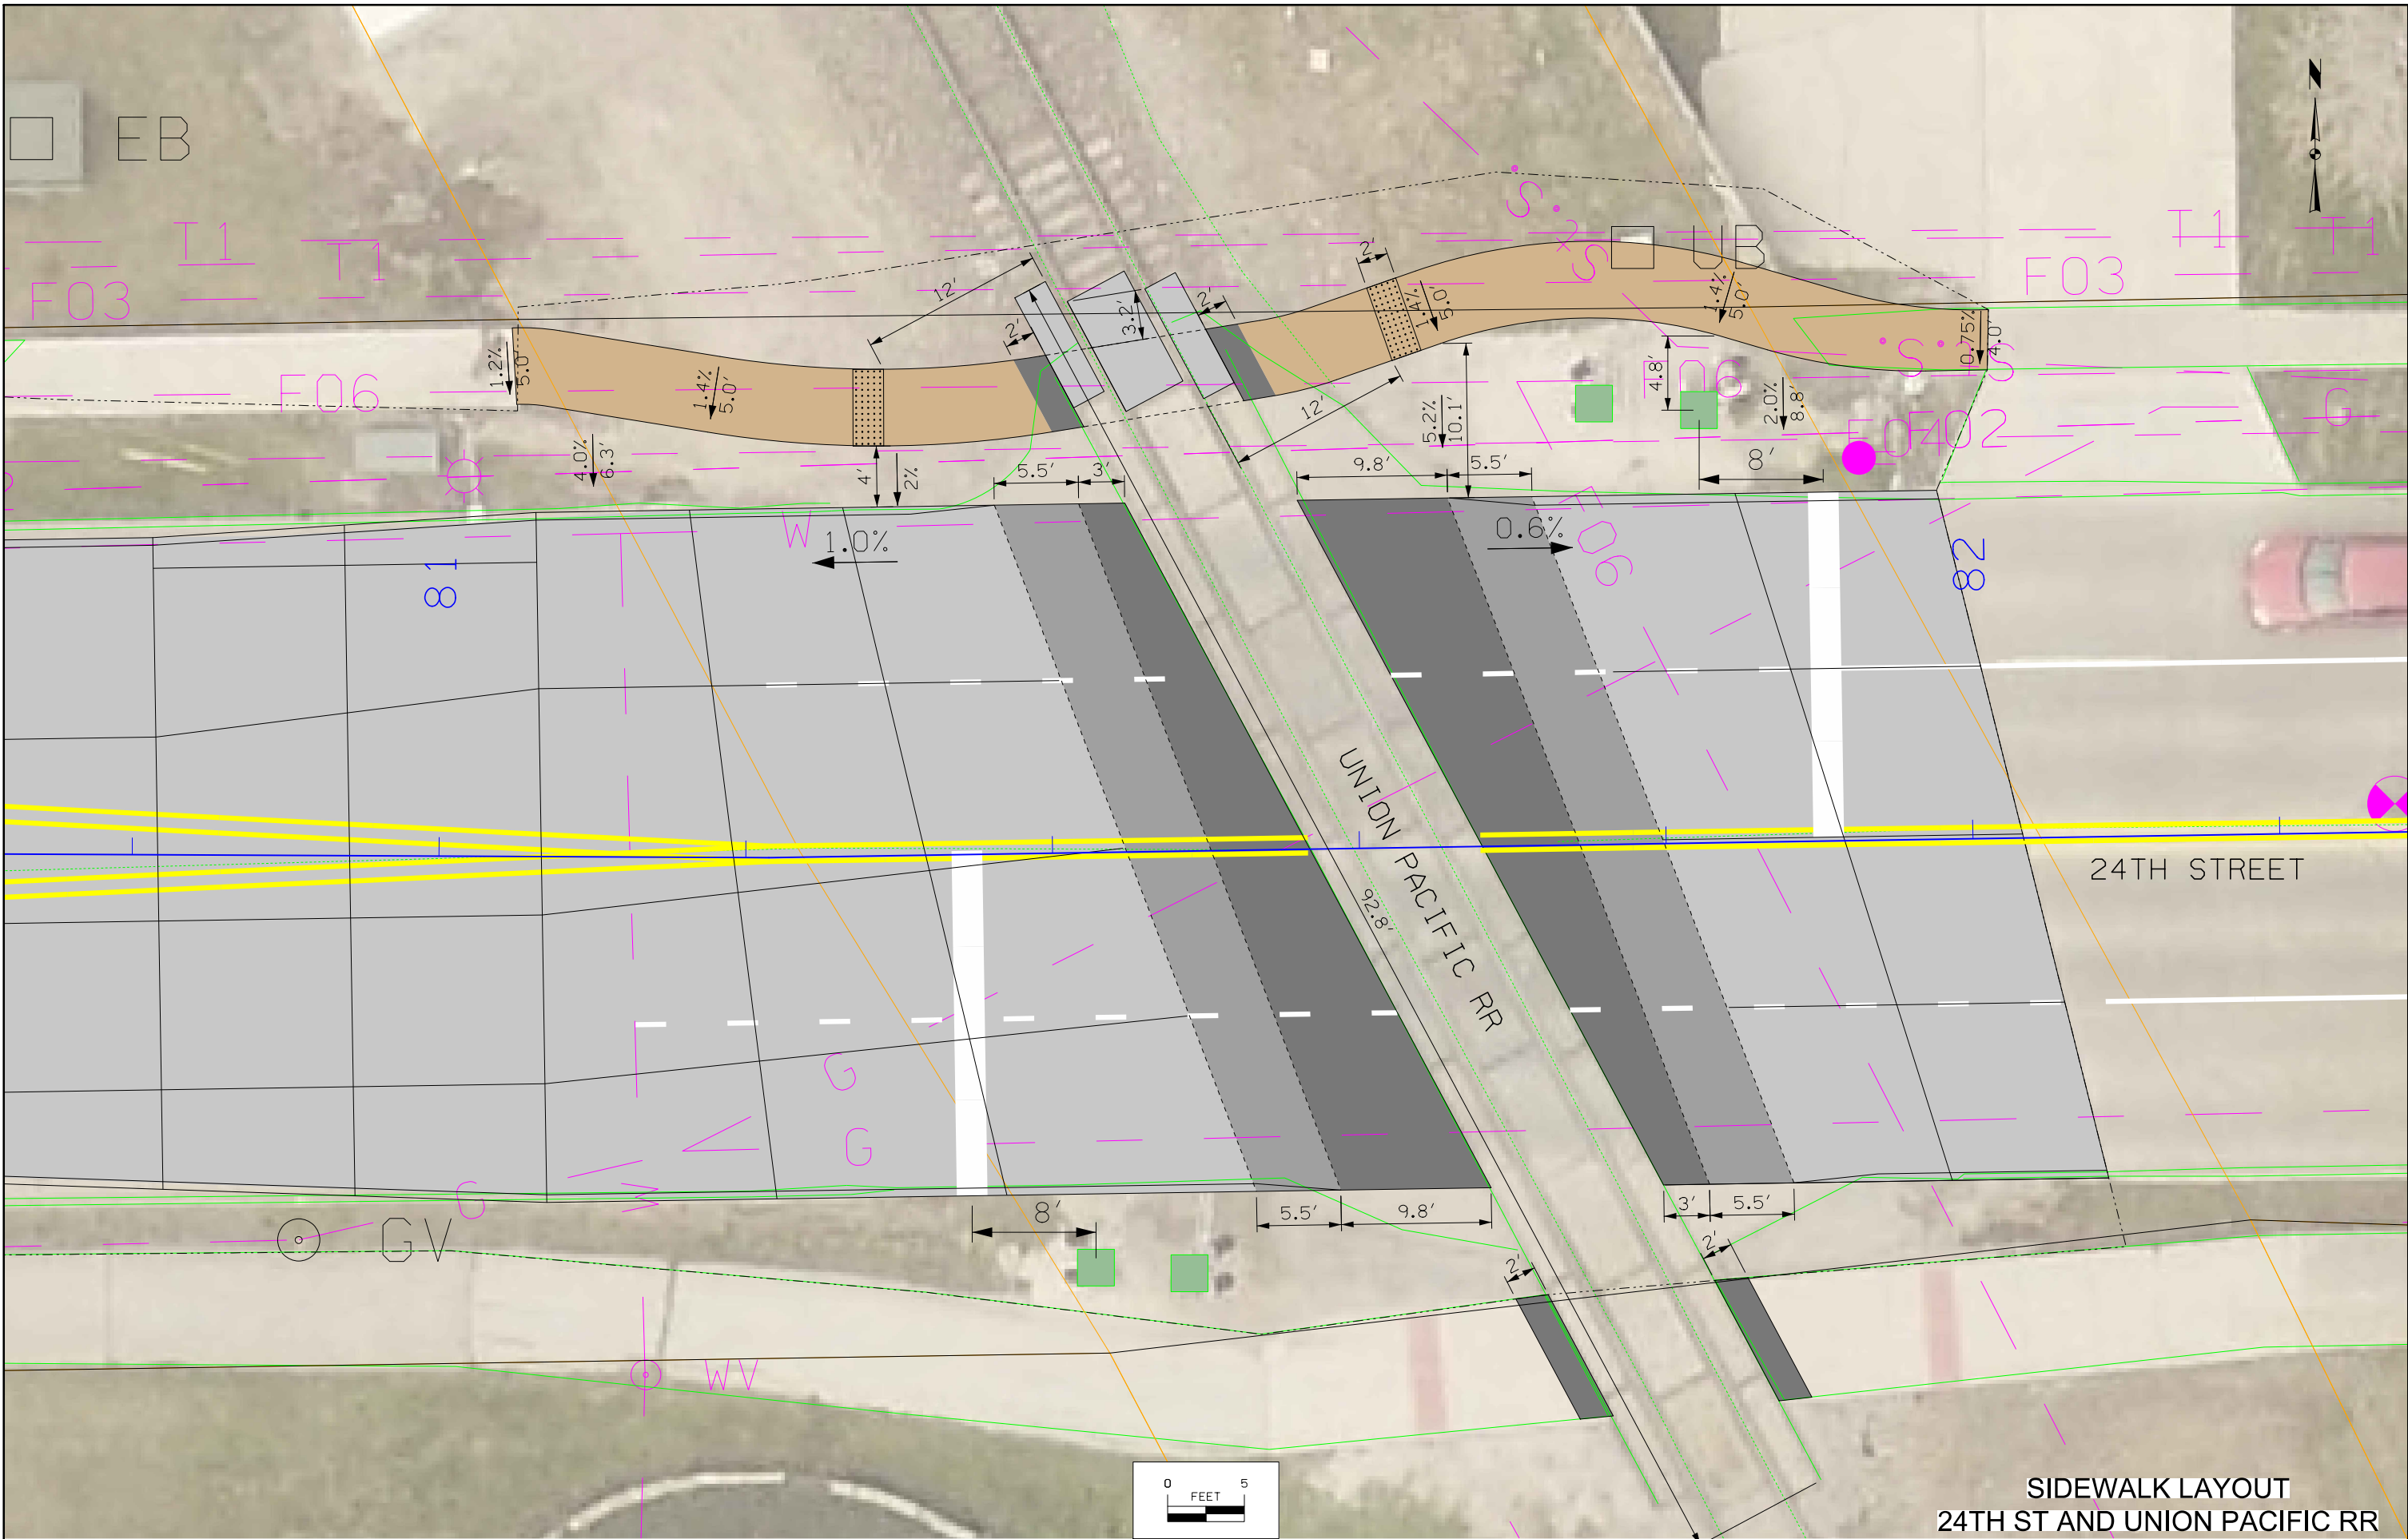 N
EB
T1
T1
T1
T1
S
S
UB
F03
F03
12'
2'
3.2'
2'
2'
1.4%
5.0'
1.4%
5.0'
0.75%
4.0'
S
S
1.2%
5.0'
F06
1.4%
5.0'
4.8'
F06
2.0%
8.8'
G
12'
5.2%
10.1'
F02
4.0%
6.3'
4'
2%
5.5'
3'
9.8'
5.5'
8'
W
1.0%
0.6%
F06
81
82
UNION PACIFIC RR
24TH STREET
92.8'
G
G
G
W
8'
5.5'
9.8'
3'
5.5'
GV
2'
2'
WV
0 5
FEET
SIDEWALK LAYOUT
24TH ST AND UNION PACIFIC RR